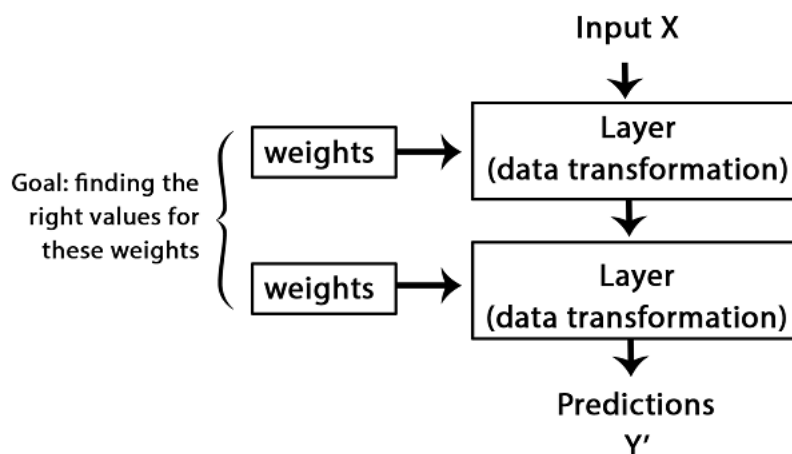 Input X
weights
Layer
(data transformation)
Goal: finding the
right values for
these weights
weights
Layer
(data transformation)
Predictions
Y'